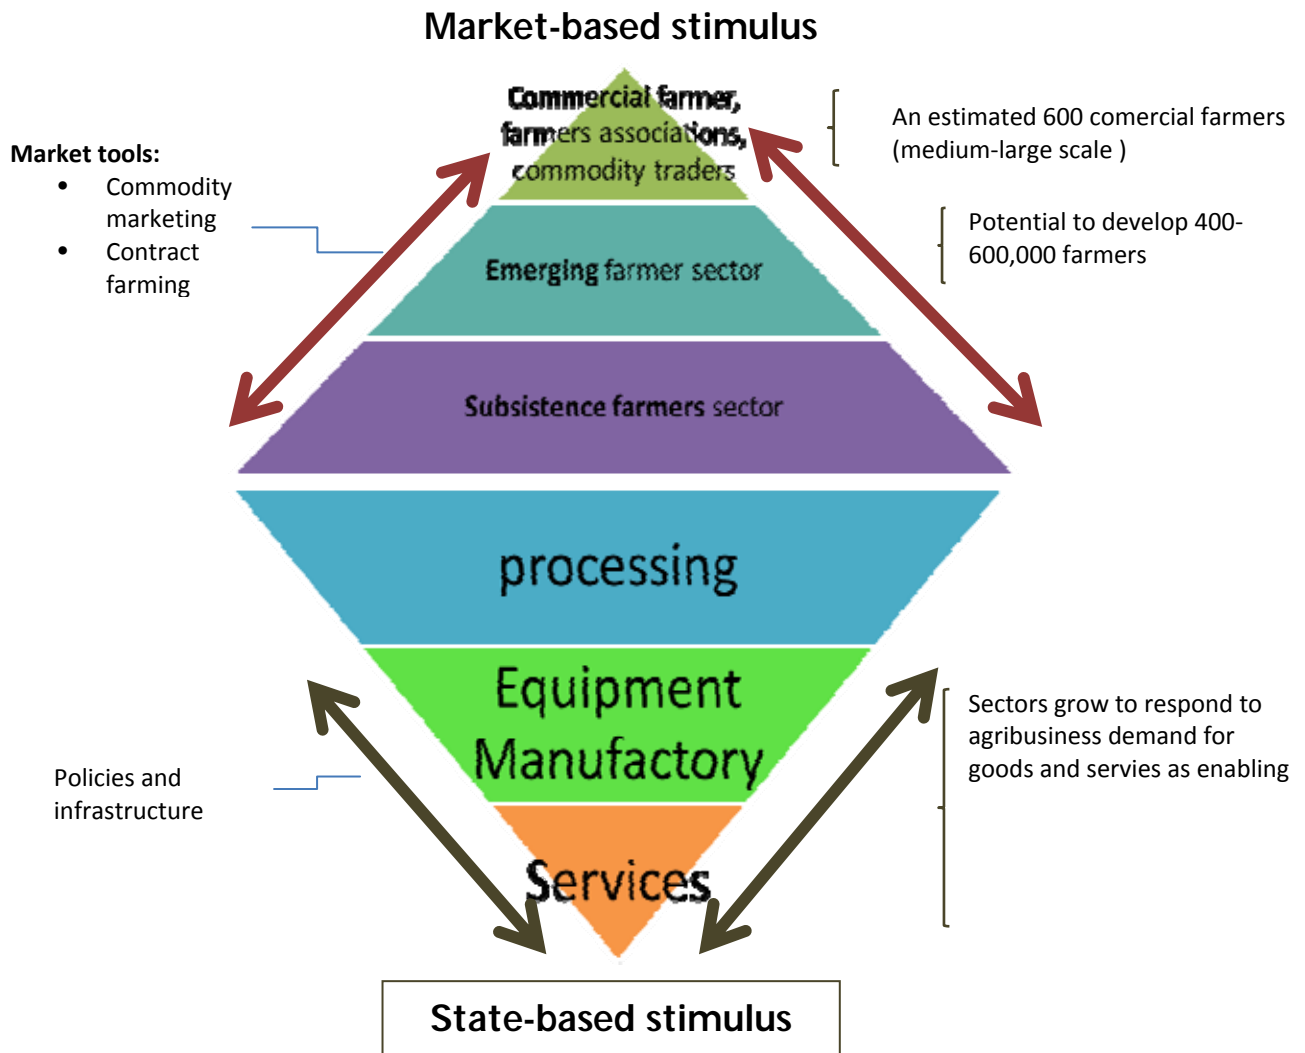 Market-based stimulus
Commercial farmer,
farmers associations,
commodity traders
An estimated 600 comercial farmers
(medium-large scale )
Market tools:
• Commodity
marketing
• Contract
farming
Potential to develop 400-
600,000 farmers
Emerging farmer sector
Subsistence farmers sector
processing
Equipment
Manufactory
Sectors grow to respond to
agribusiness demand for
goods and servies as enabling
Policies and
infrastructure
Services
State-based stimulus